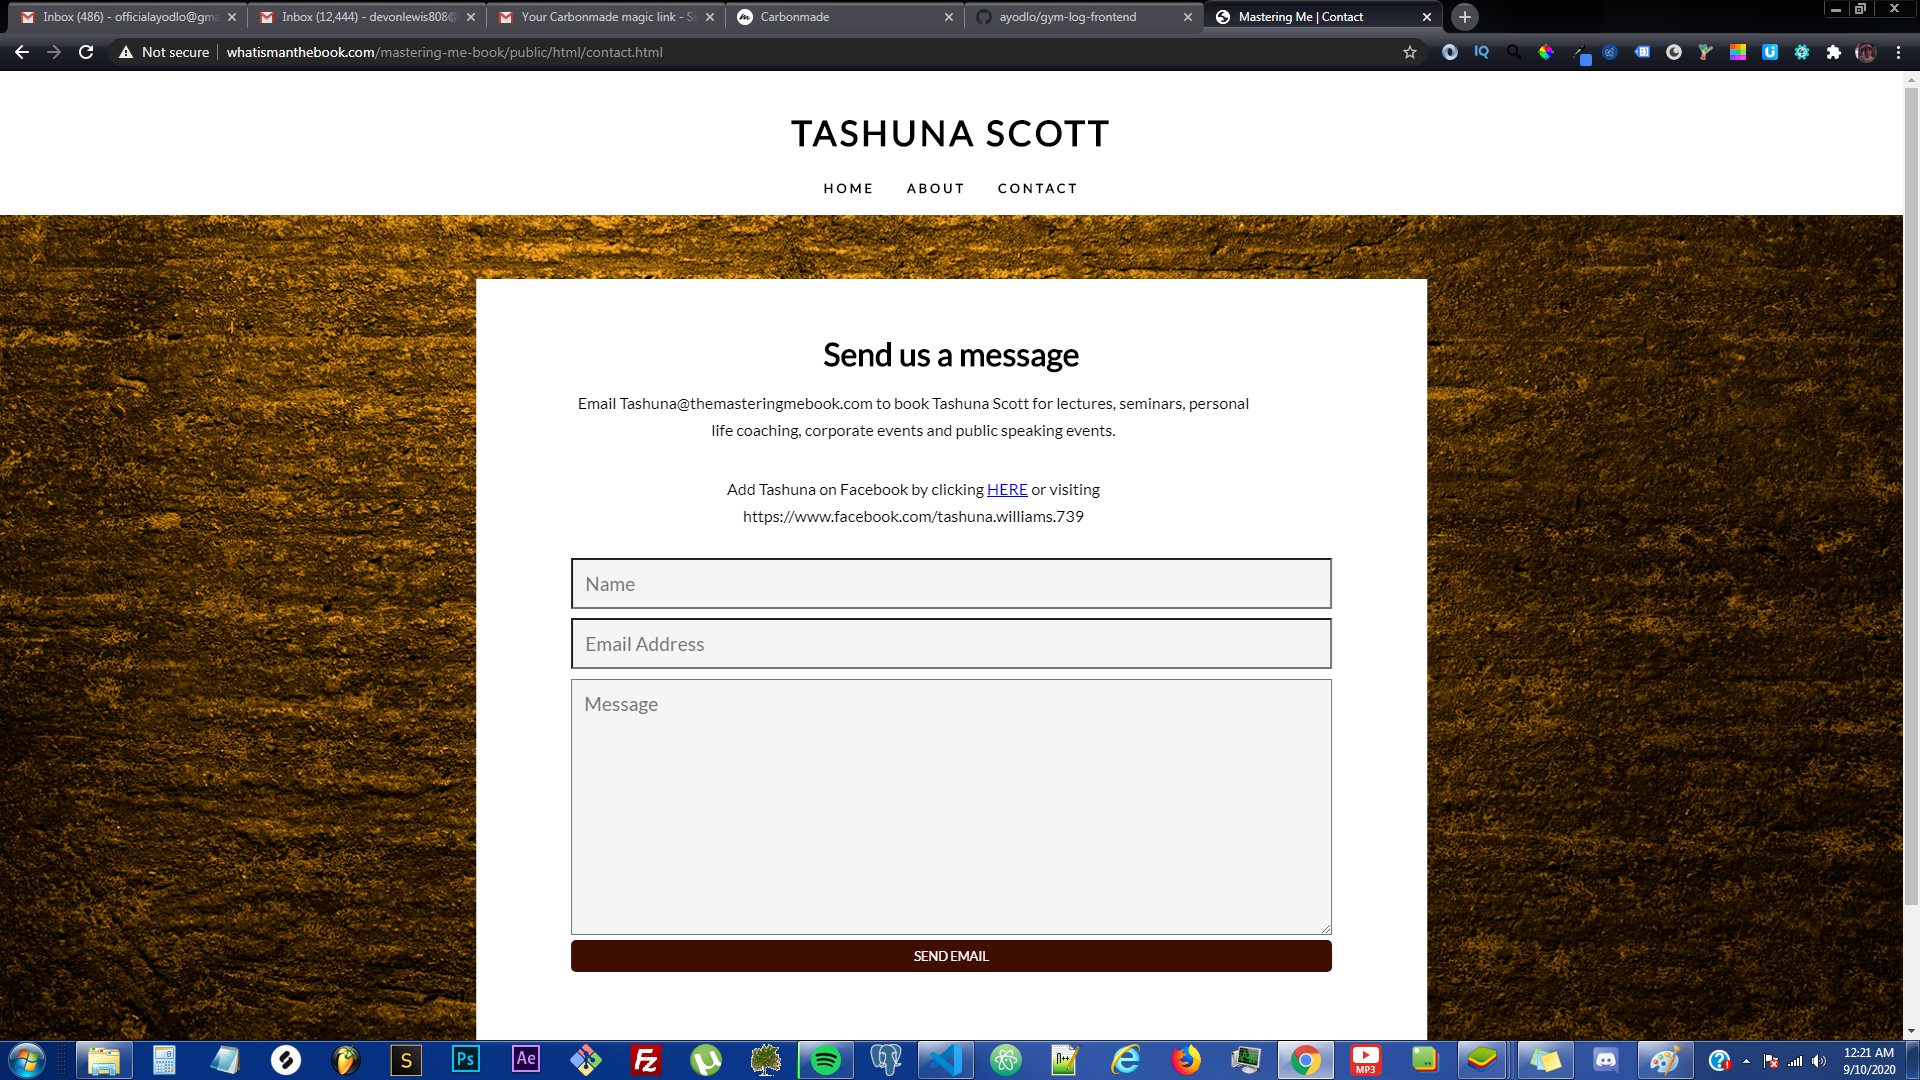 Inbox (486) - officialayodlo@gma
Inbox (12,444) - devonlewis808@
Your Carbonmade magic link - Si
Carbonmade
ayodlo/gym-log-frontend
Mastering Me | Contact
Not secure
whatismanthebook.com/mastering-me-book/public/html/contact.html
IQ
TASHUNA SCOTT
HOME ABOUT CONTACT
Send us a message
Email Tashuna@themasteringmebook.com to book Tashuna Scott for lectures, seminars, personal
life coaching, corporate events and public speaking events.
Add Tashuna on Facebook by clicking HERE or visiting
https://www.facebook.com/tashuna.williams.739
Name
Email Address
Message
SEND EMAIL
S
Ps
Ae
Fz
MP3
12:21 AM
9/10/2020